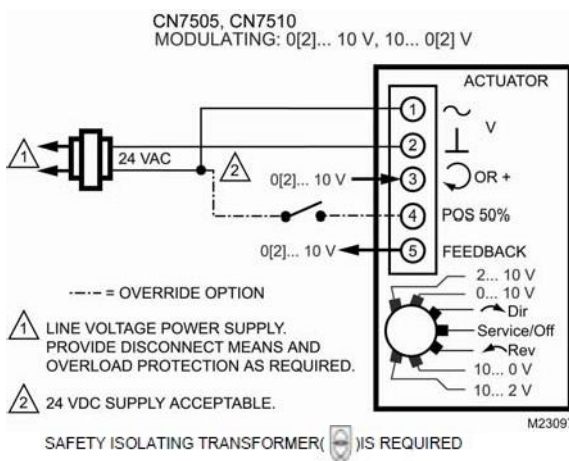 CN7505, CN7510
MODULATING: 0[2]... 10 V, 10... 0[2] V
ACTUATOR
1
V
1
2
24 VAC
2
0[2]... 10 V
3
OR +
4
POS 50%
0[2]... 10 V
5
FEEDBACK
2... 10 V
0... 10 V
Dir
Service/Off
Rev
10... 0 V
10... 2 V
= OVERRIDE OPTION
1 LINE VOLTAGE POWER SUPPLY.
PROVIDE DISCONNECT MEANS AND
OVERLOAD PROTECTION AS REQUIRED.
2 24 VDC SUPPLY ACCEPTABLE.
M23097
SAFETY ISOLATING TRANSFORMER( )IS REQUIRED